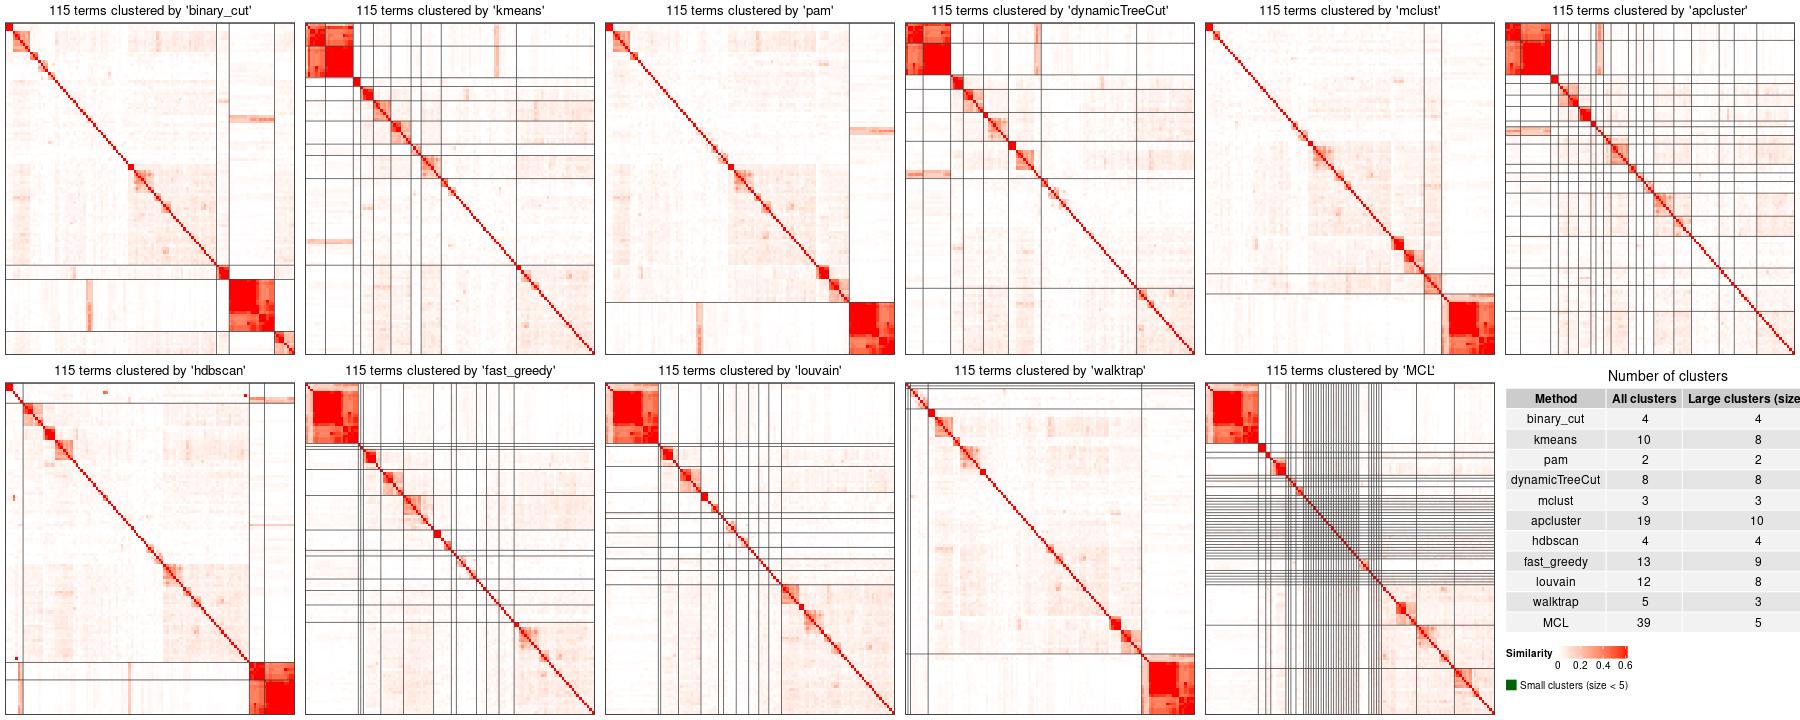 115 terms clustered by 'binary_cut'
115 terms clustered by 'kmeans'
115 terms clustered by 'pam'
115 terms clustered by 'dynamicTreeCut'
115 terms clustered by 'mclust'
115 terms clustered by 'apcluster'
115 terms clustered by 'hdbscan'
115 terms clustered by 'fast_greedy'
115 terms clustered by 'louvain'
115 terms clustered by 'walktrap'
115 terms clustered by 'MCL'
Number of clusters
Method All clusters Large clusters (size
binary_cut 4 4
kmeans 10 8
pam 2 2
dynamicTreeCut 8 8
mclust 3 3
apcluster 19 10
hdbscan 4 4
fast_greedy 13 9
louvain 12 8
walktrap 5 3
MCL 39 5
Similarity
0 0.2 0.4 0.6
Small clusters (size < 5)